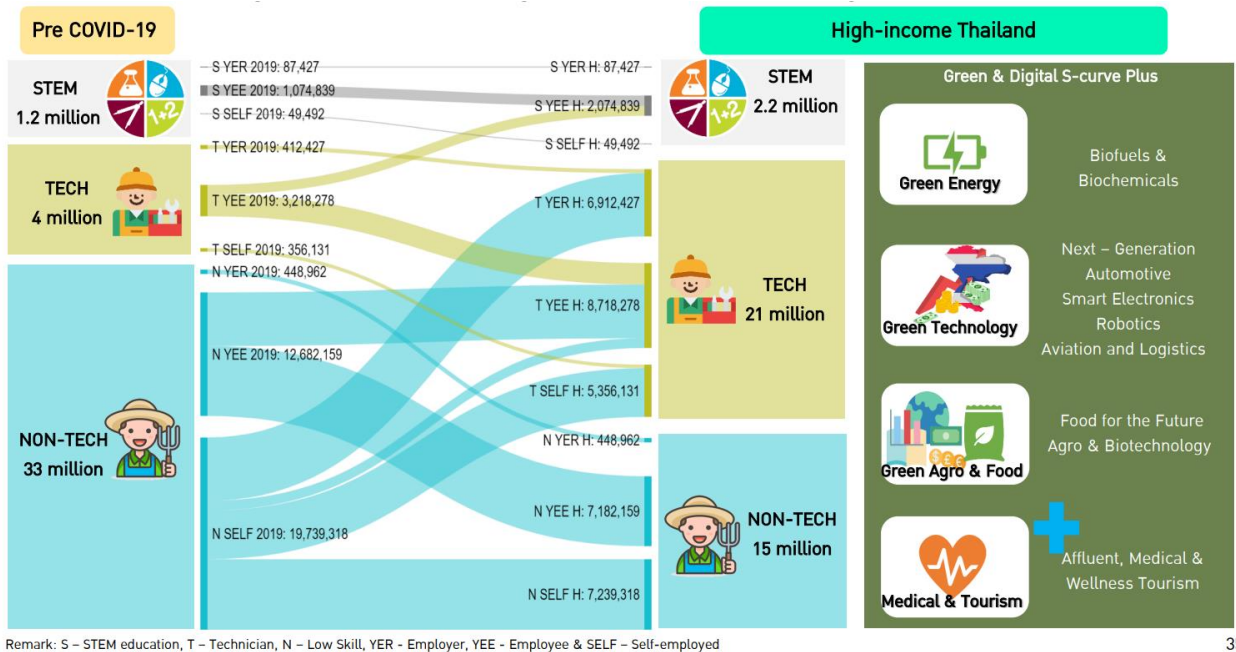 Pre COVID-19
High-income Thailand
STEM
1.2 million
1+2
TECH
4 million
NON-TECH
33 million
S YER 2019: 87,427
S YEE 2019: 1,074,839
S SELF 2019: 49,492
T YER 2019: 412,427
T YEE 2019: 3,218,278
T SELF 2019: 356,131
N YER 2019: 448,962
N YEE 2019: 12,682,159
N SELF 2019: 19,739,318
S YER H: 87,427
S YEE H: 2,074,839
S SELF H: 49,492
T YER H: 6,912,427
T YEE H: 8,718,278
T SELF H: 5,356,131
N YER H: 448,962
N YEE H: 7,182,159
N SELF H: 7,239,318
STEM
2.2 million
1+2
TECH
21 million
NON-TECH
15 million
Green & Digital S-curve Plus
Green Energy
Biofuels &
Biochemicals
Green Technology
Next – Generation
Automotive
Smart Electronics
Robotics
Aviation and Logistics
Green Agro & Food
Food for the Future
Agro & Biotechnology
Medical & Tourism
Affluent, Medical &
Wellness Tourism
Remark: S – STEM education, T – Technician, N – Low Skill, YER - Employer, YEE - Employee & SELF – Self-employed
3